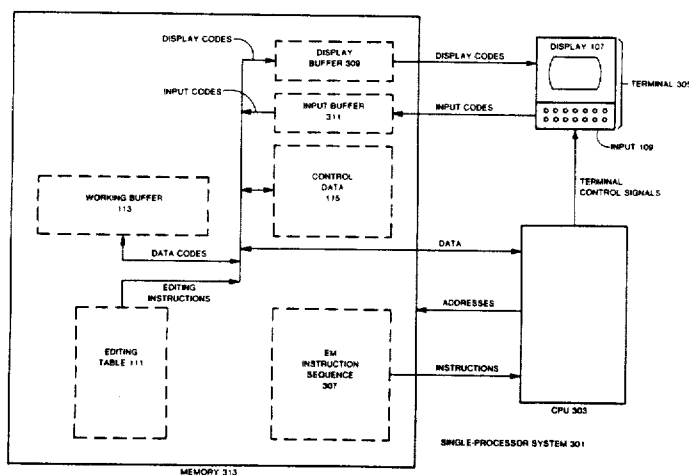 DISPLAY CODES
DISPLAY
BUFFER 309
DISPLAY CODES
DISPLAY 107
TERMINAL 305
INPUT CODES
INPUT BUFFER
311
INPUT CODES
INPUT 109
CONTROL
DATA
115
TERMINAL
CONTROL SIGNALS
WORKING BUFFER
113
DATA CODES
DATA
EDITING
INSTRUCTIONS
ADDRESSES
EDITING
TABLE 111
EM
INSTRUCTION
SEQUENCE
307
INSTRUCTIONS
CPU 303
SINGLE-PROCESSOR SYSTEM 301
MEMORY 313